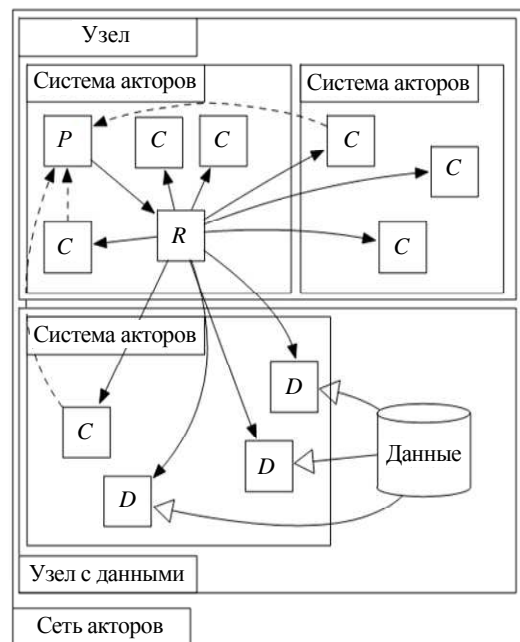 Узел
Система акторов
Система акторов
P
C
C
C
C
C
R
C
Система акторов
D
C
D
Данные
D
Узел с данными
Сеть акторов